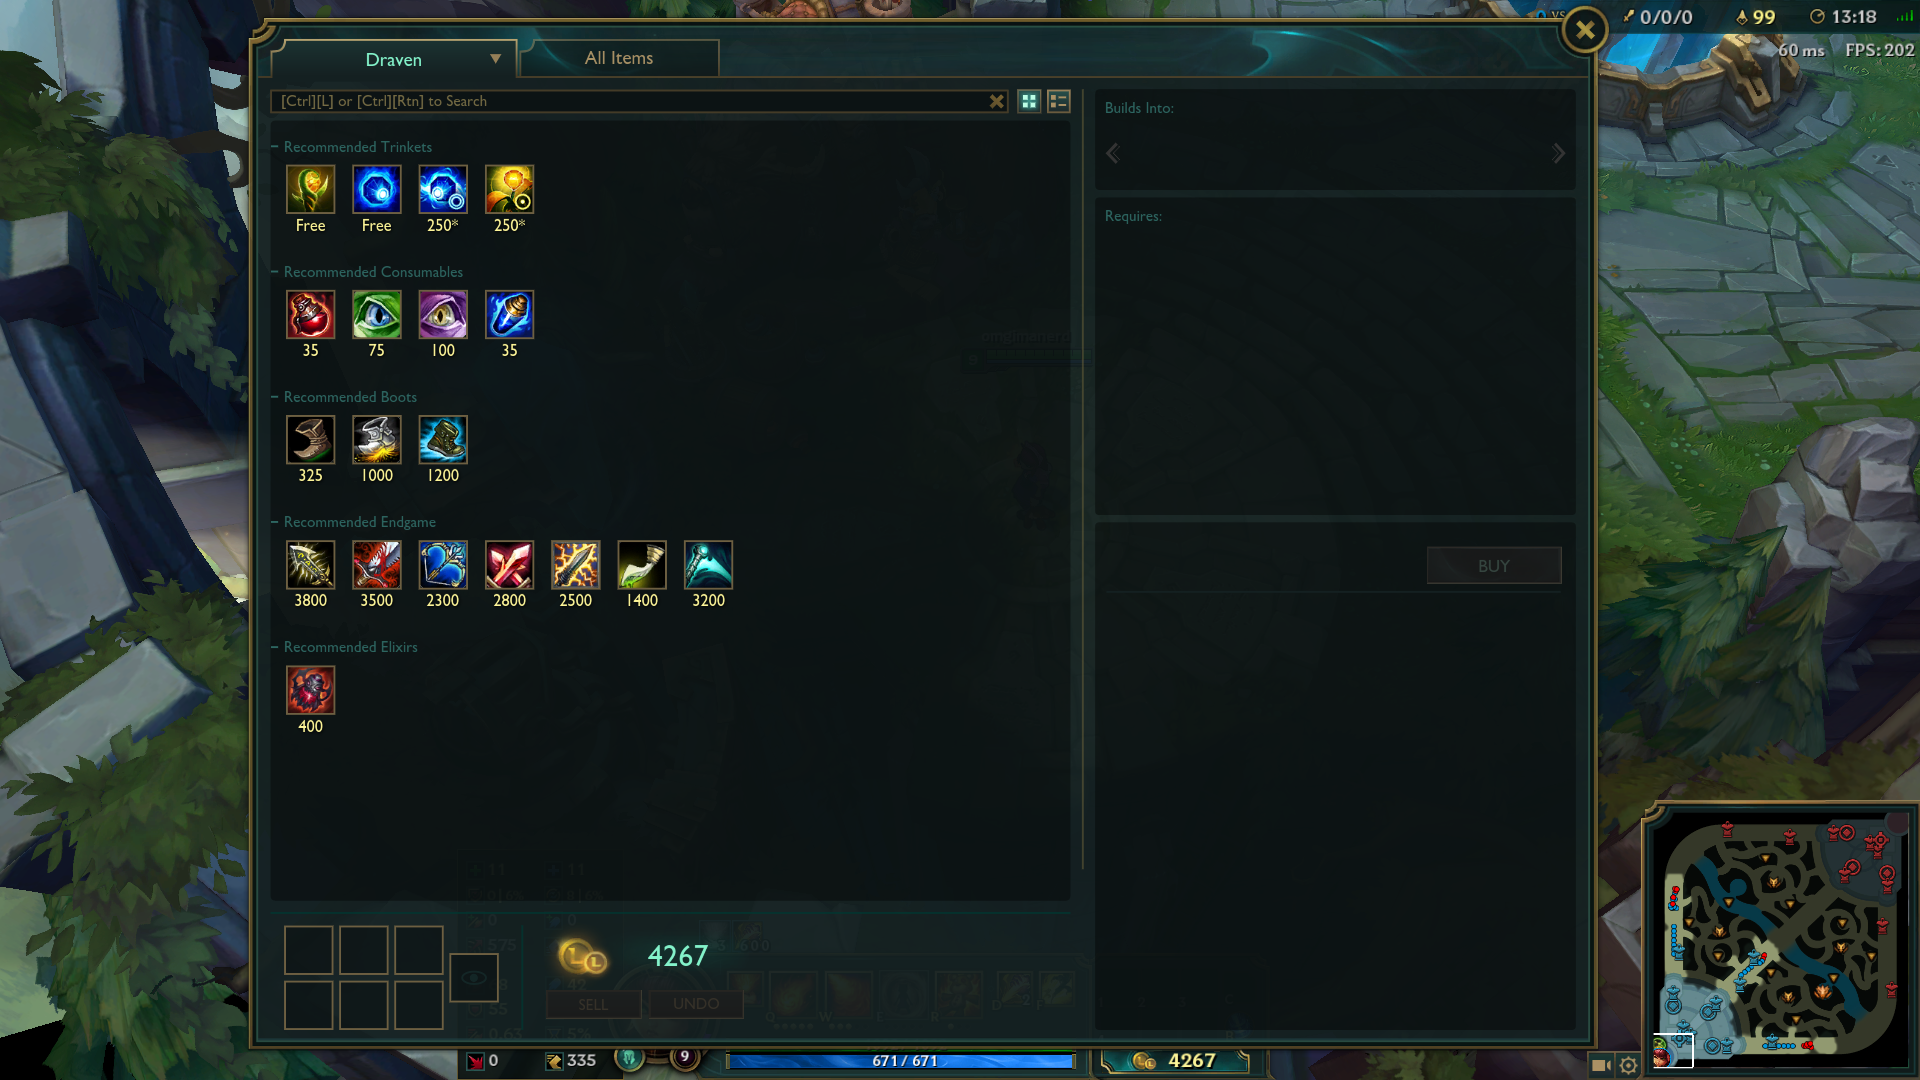 0/0/0 99 13:18
60 ms FPS: 202
Draven All Items
[Ctrl][L] or [Ctrl][Rtn] to Search
Builds Into:
Requires:
BUY
Recommended Trinkets
Free Free 250* 250*
Recommended Consumables
35 75 100 35
Recommended Boots
325 1000 1200
Recommended Endgame
3800 3500 2300 2800 2500 1400 3200
Recommended Elixirs
400
4267
SELL UNDO
0 335 9 671 / 671 4267